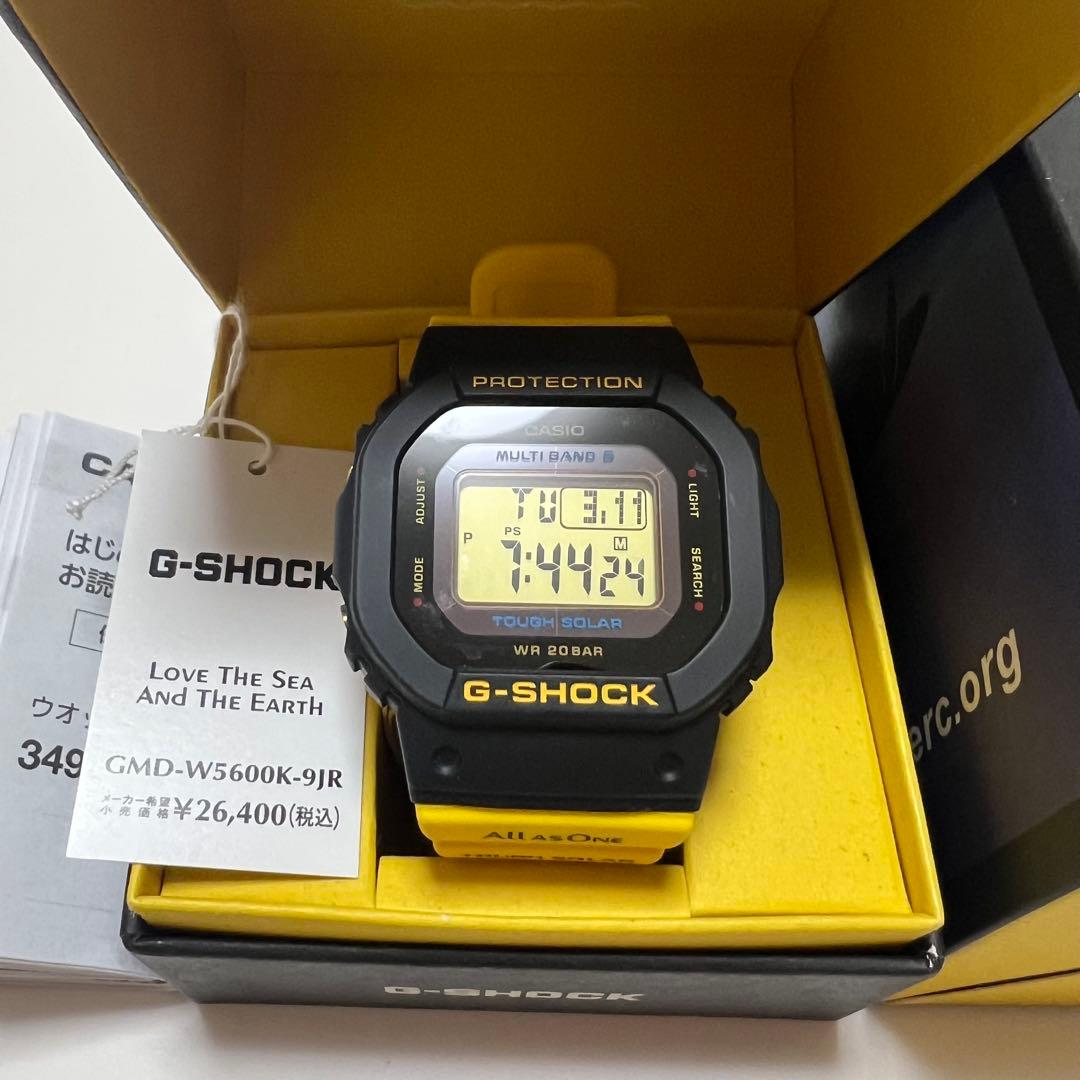 PROTECTION
CASIO
MULTI BAND 6
ADJUST
LIGHT
TU 3.11
P
PS
M
7:44 24
MODE
SEARCH
TOUGH SOLAR
WR 20BAR
G-SHOCK
ALL AS ONE
TOUGH SOLAR
G-SHOCK
G-SHOCK
LOVE THE SEA
AND THE EARTH
GMD-W5600K-9JR
メーカー希望
小売価格 ¥26,400(税込)
はじ
お読
ウオッ
349
erc.org